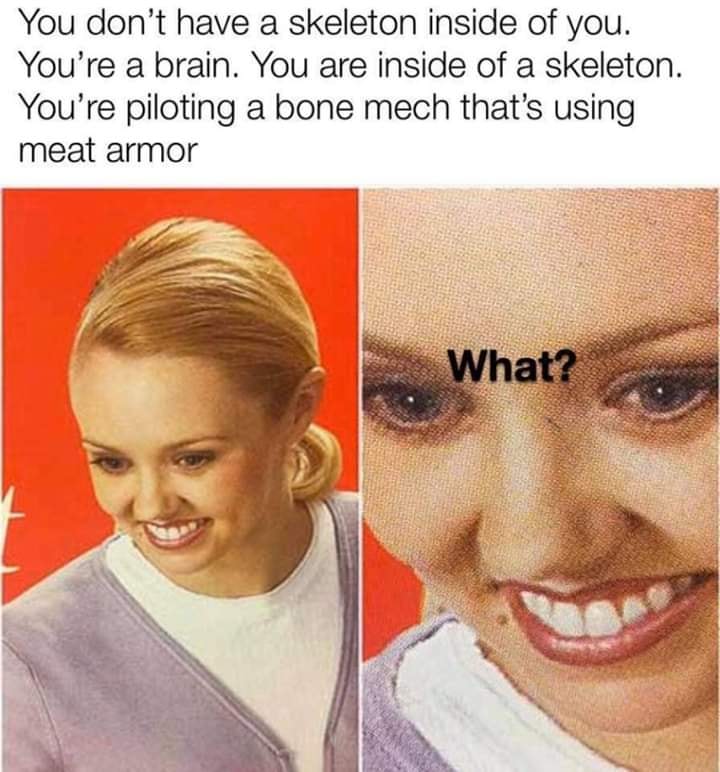 You don’t have a skeleton inside of you.
You’re a brain. You are inside of a skeleton.
You’re piloting a bone mech that’s using
meat armor
What?